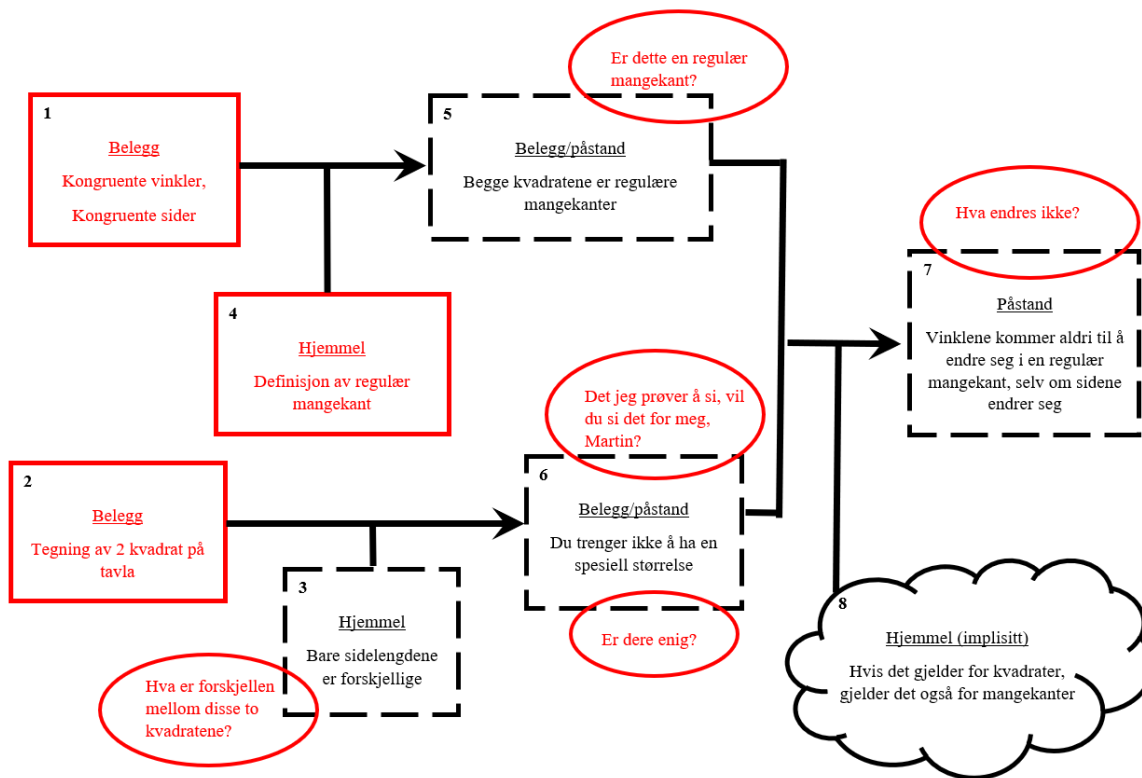 1
Belegg
Kongruente vinkler,
Kongruente sider
5
Belegg/påstand
Begge kvadratene er regulære
mangekanter
Er dette en regulær
mangekant?
4
Hjemmel
Definisjon av regulær
mangekant
Hva endres ikke?
7
Påstand
Vinklene kommer aldri til å
endre seg i en regulær
mangekant, selv om sidene
endrer seg
Det jeg prøver å si, vil
du si det for meg,
Martin?
2
Belegg
Tegning av 2 kvadrat på
tavla
6
Belegg/påstand
Du trenger ikke å ha en
spesiell størrelse
Er dere enig?
3
Hjemmel
Bare sidelengdene
er forskjellige
Hva er forskjellen
mellom disse to
kvadratene?
8
Hjemmel (implisitt)
Hvis det gjelder for kvadrater,
gjelder det også for mangekanter